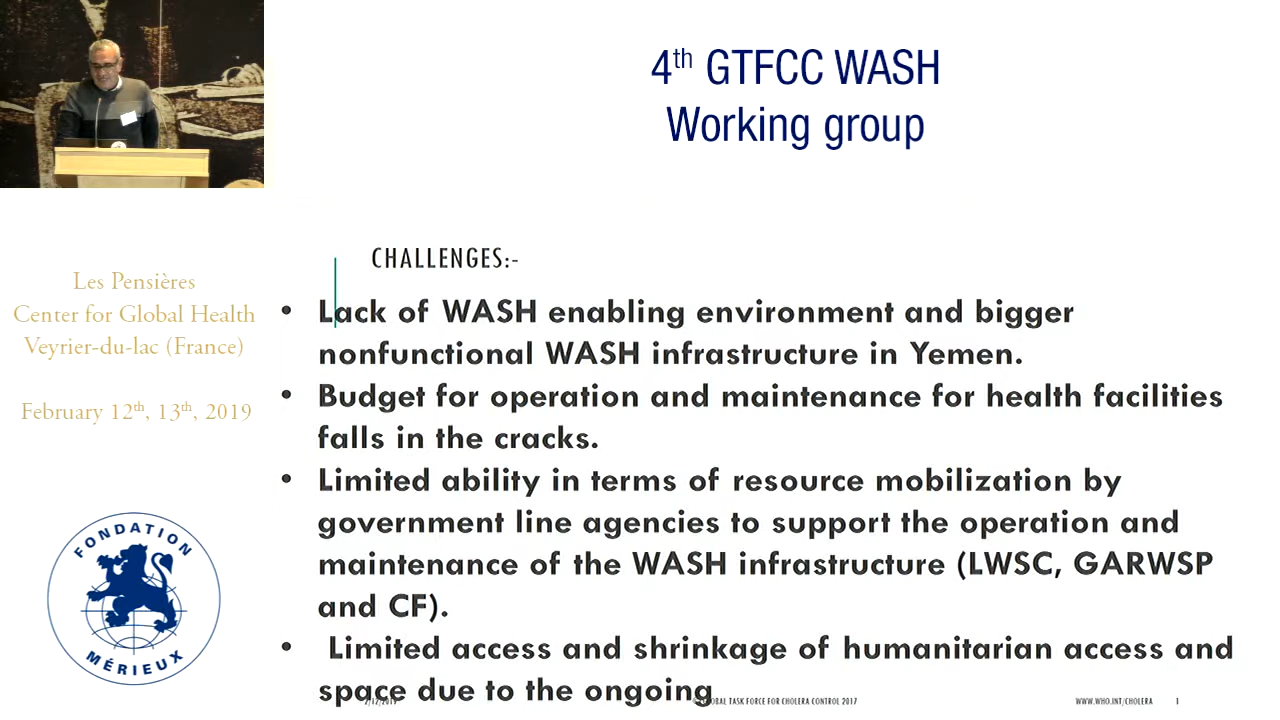 4th GTFCC WASH
Working group
Les Pensières
Center for Global Health
Veyrier-du-lac (France)
February 12th, 13th, 2019
FONDATION
MÉRIEUX
CHALLENGES:-
• Lack of WASH enabling environment and bigger
nonfunctional WASH infrastructure in Yemen.
• Budget for operation and maintenance for health facilities
falls in the cracks.
• Limited ability in terms of resource mobilization by
government line agencies to support the operation and
maintenance of the WASH infrastructure (LWSC, GARWSP
and CF).
• Limited access and shrinkage of humanitarian access and
space due to the ongoing
GLOBAL TASK FORCE FOR CHOLERA CONTROL 2017
WWW.WHO.INT/CHOLERA